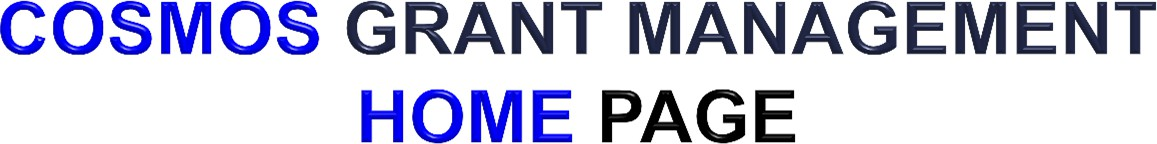 COSMOS GRANT MANAGEMENT
HOME PAGE